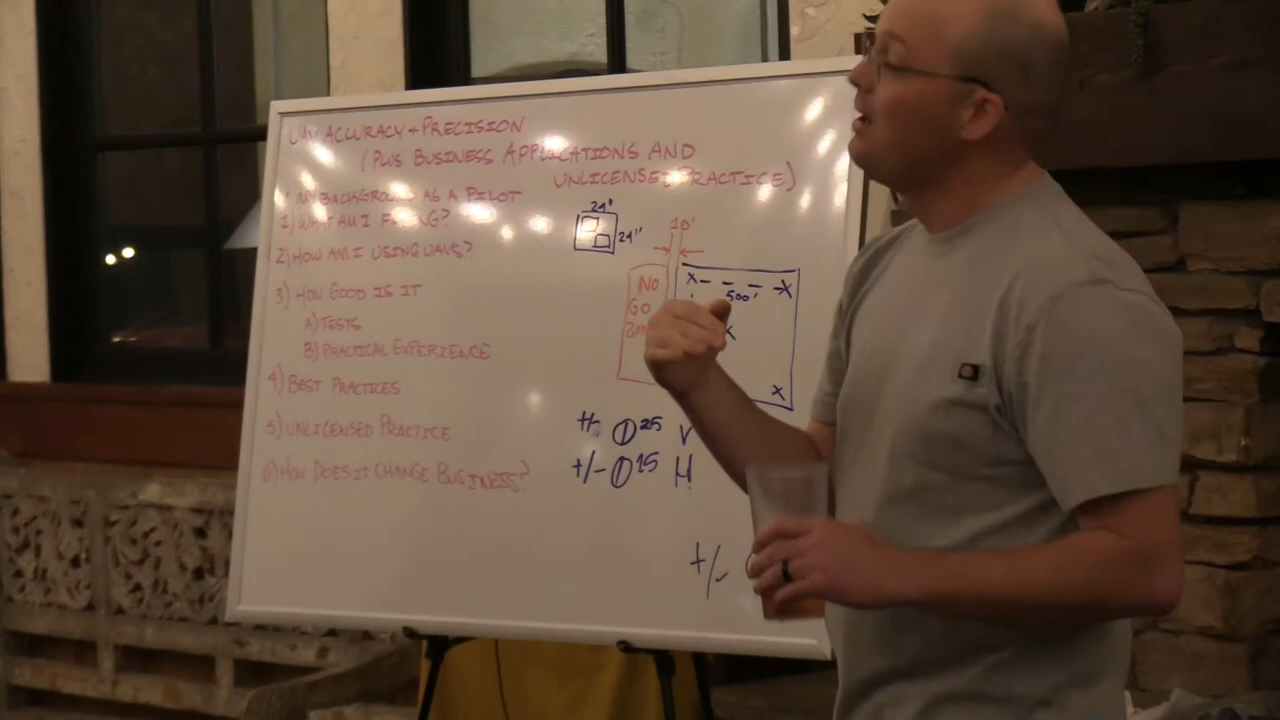 UAV ACCURACY + PRECISION
(PLUS BUSINESS APPLICATIONS AND
UNLICENSED PRACTICE)
MY BACKGROUND AS A PILOT
1) WHAT AM I FLYING?
2) HOW AM I USING UAVS?
3) HOW GOOD IS IT
A) TESTS
B) PRACTICAL EXPERIENCE
4) BEST PRACTICES
5) UNLICENSED PRACTICE
6) HOW DOES IT CHANGE BUSINESS?
24"
24"
10'
NO
GO
X - - - X
500'
X
X
+/- 0 25 V
+/- 0 15 H
+/-